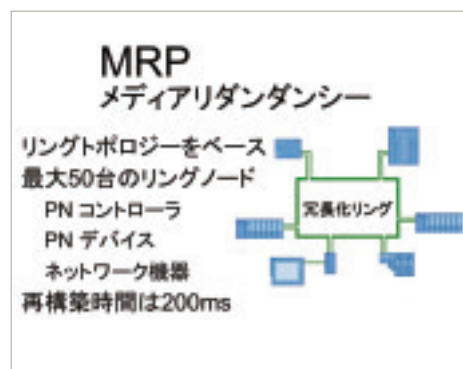 MRP
メディアリダンダンシー
リングトポロジーをベース
最大50台のリングノード
PN コントローラ
PN デバイス
ネットワーク機器
再構築時間は200ms
冗長化リング